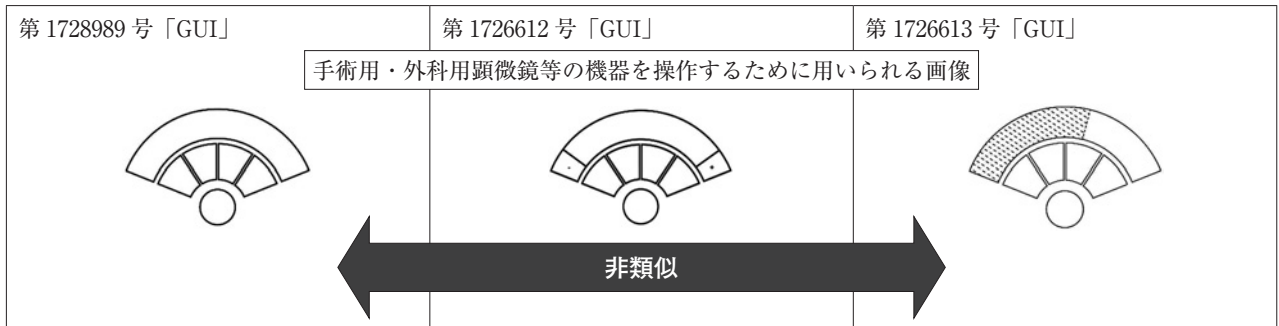 第 1728989 号「GUI」
第 1726612 号「GUI」
第 1726613 号「GUI」
手術用・外科用顕微鏡等の機器を操作するために用いられる画像
非類似